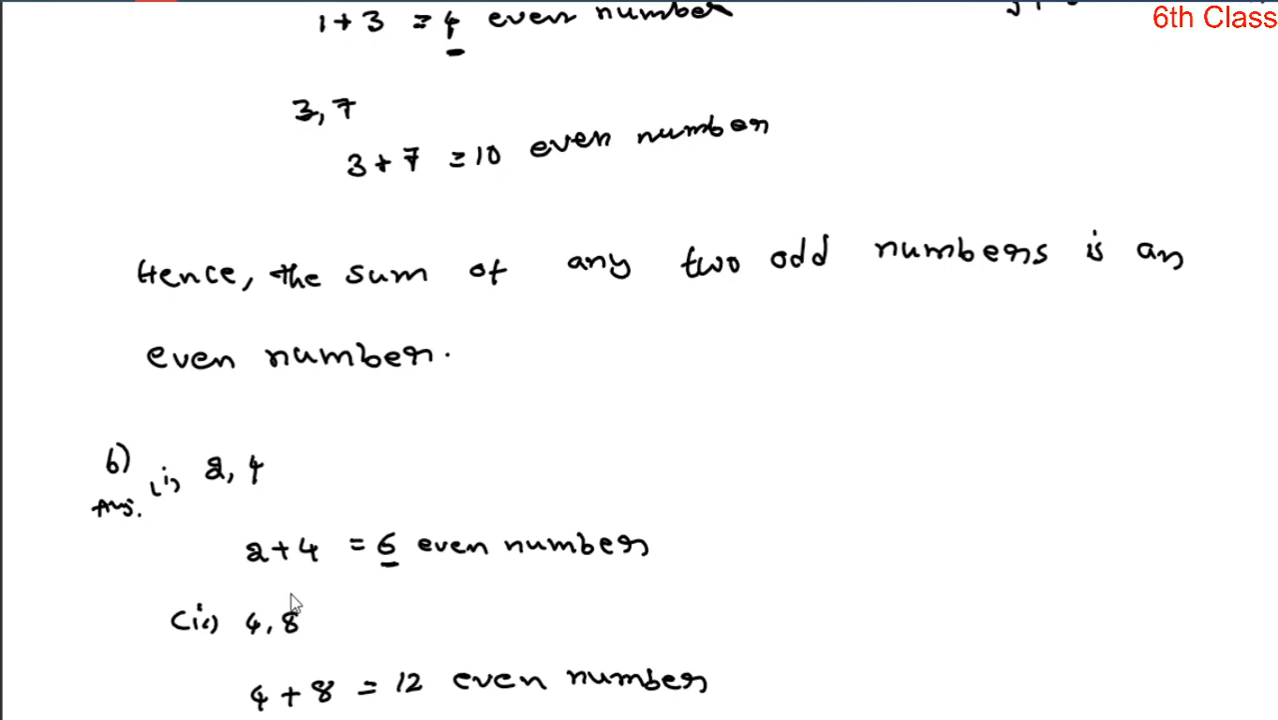 6th Class
1 + 3 = 4 even number
3, 7
3 + 7 = 10 even number
Hence, the sum of any two odd numbers is an
even number.
b)
Ans. (i) 2, 4
2 + 4 = 6 even number
(ii) 4, 8
4 + 8 = 12 even number